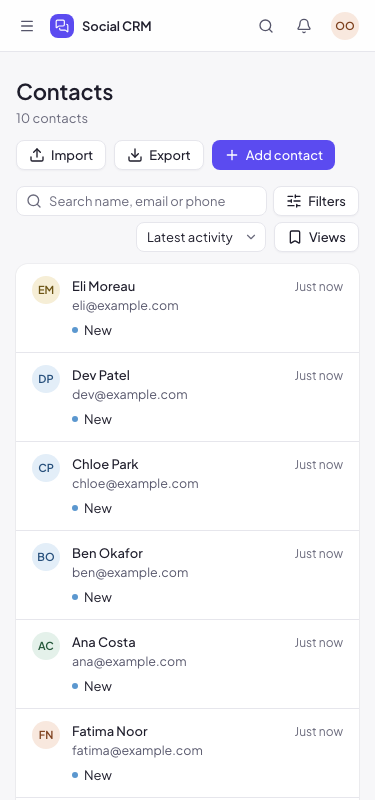 Social CRM
OO
Contacts
10 contacts
Import
Export
Add contact
Search name, email or phone
Filters
Latest activity
Views
EM
Eli Moreau
Just now
eli@example.com
New
DP
Dev Patel
Just now
dev@example.com
New
CP
Chloe Park
Just now
chloe@example.com
New
BO
Ben Okafor
Just now
ben@example.com
New
AC
Ana Costa
Just now
ana@example.com
New
FN
Fatima Noor
Just now
fatima@example.com
New